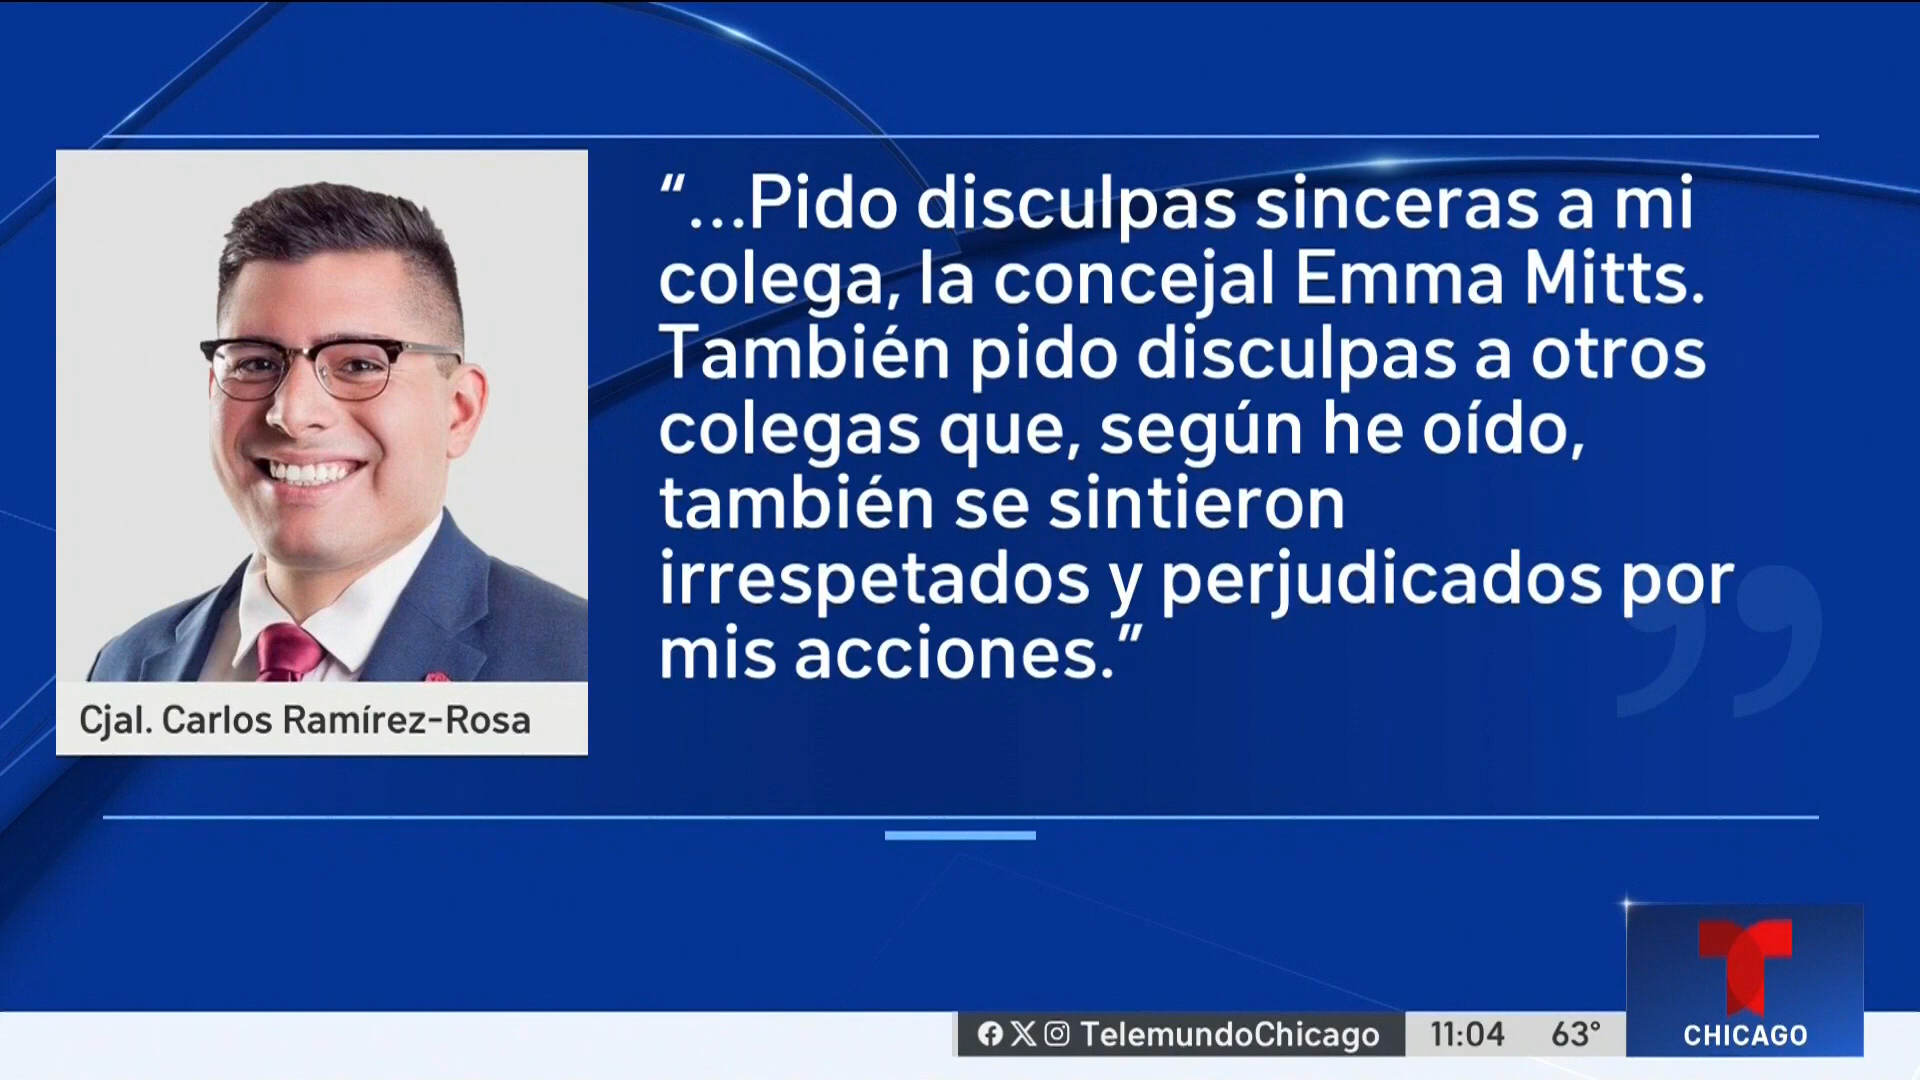 “...Pido disculpas sinceras a mi
colega, la concejal Emma Mitts.
También pido disculpas a otros
colegas que, según he oído,
también se sintieron
irrespetados y perjudicados por
mis acciones.”
Cjal. Carlos Ramírez-Rosa
TelemundoChicago
11:04
63°
CHICAGO